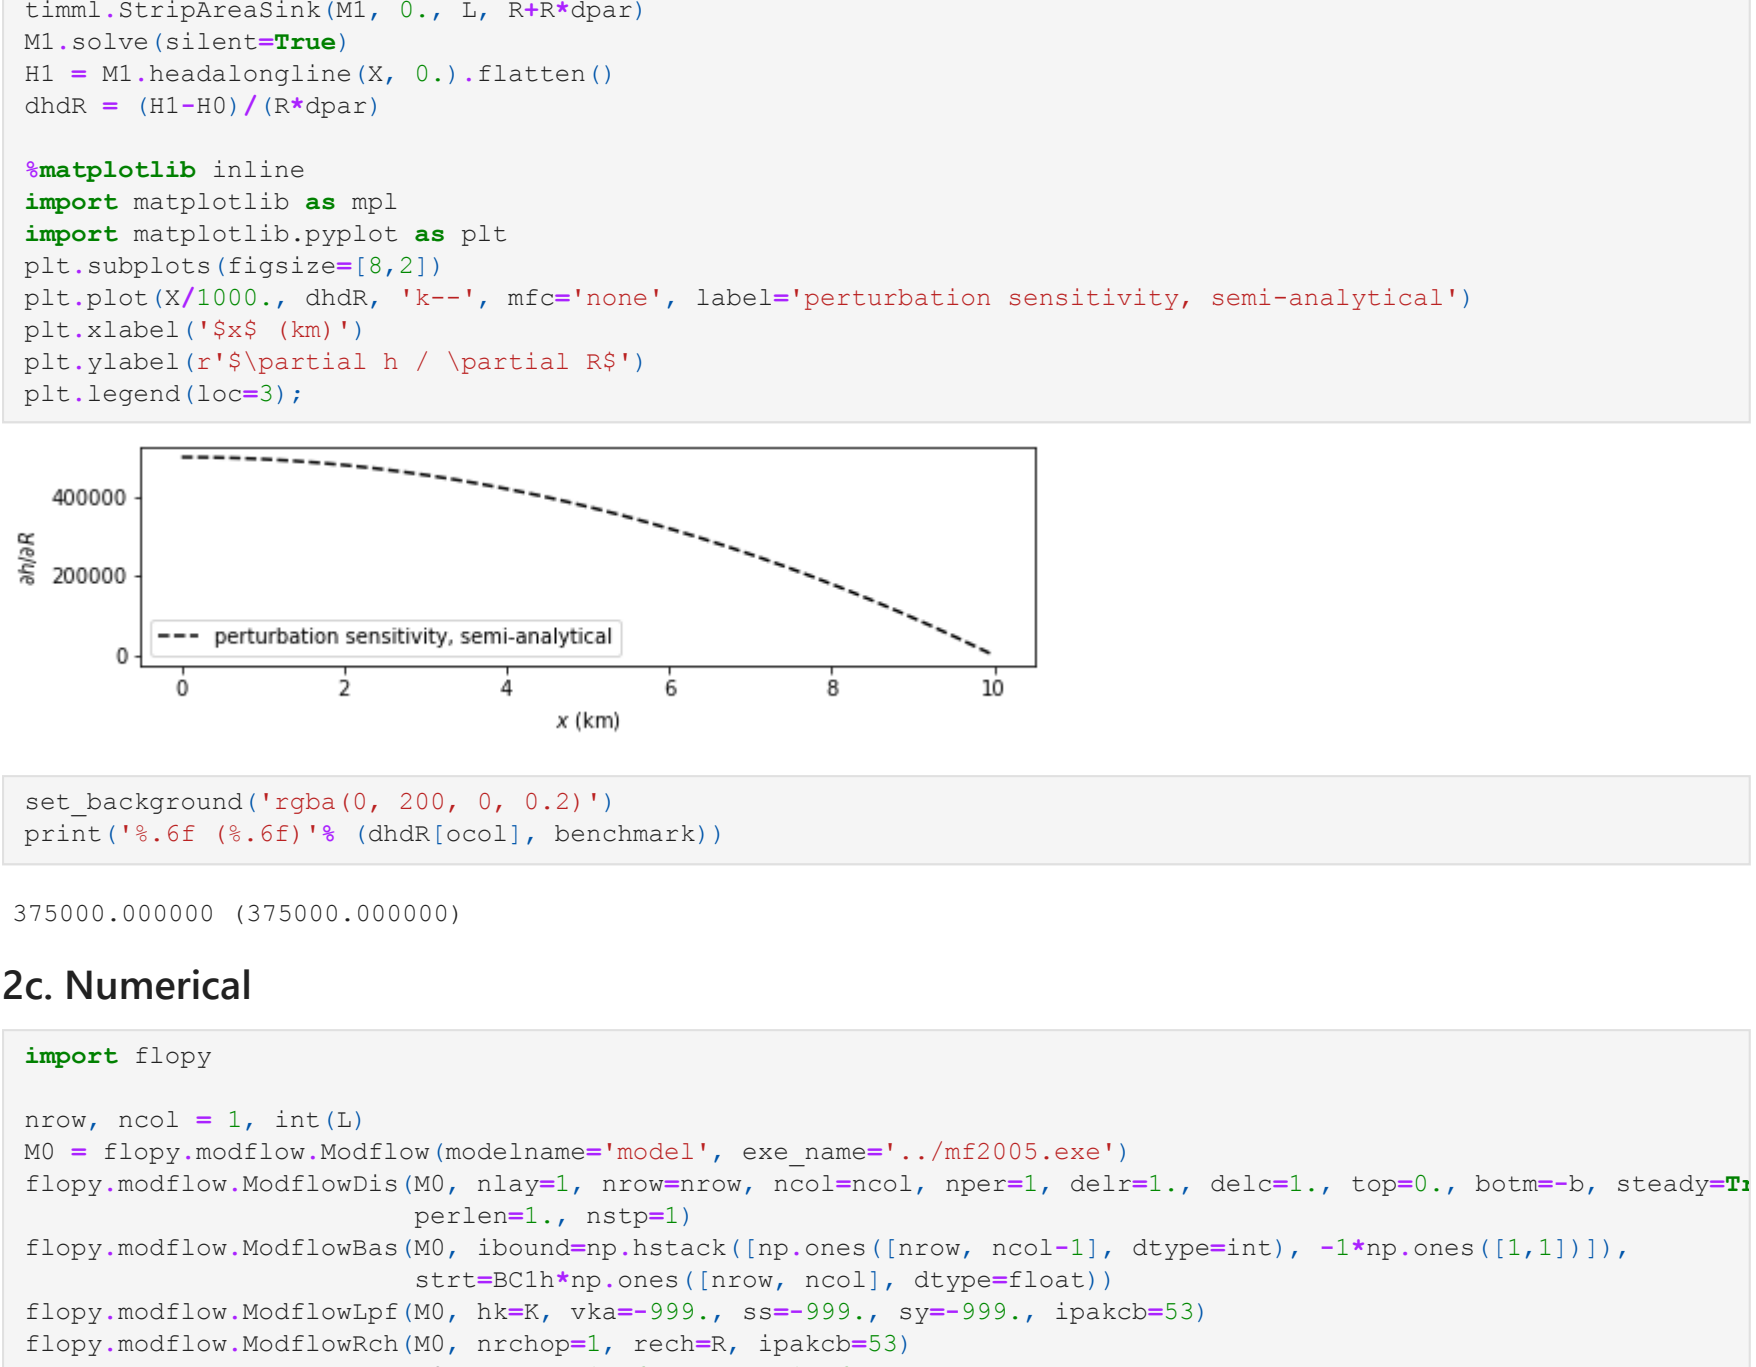 timml.StripAreaSink(M1, 0., L, R+R*dpar)
M1.solve(silent=True)
H1 = M1.headalongline(X, 0.).flatten()
dhdR = (H1-H0)/(R*dpar)
%matplotlib inline
import matplotlib as mpl
import matplotlib.pyplot as plt
plt.subplots(figsize=[8,2])
plt.plot(X/1000., dhdR, 'k--', mfc='none', label='perturbation sensitivity, semi-analytical')
plt.xlabel('$x$ (km)')
plt.ylabel(r'$\partial h / \partial R$')
plt.legend(loc=3);
400000
200000
0
∂h/∂R
perturbation sensitivity, semi-analytical
0 2 4 6 8 10
x (km)
set_background('rgba(0, 200, 0, 0.2)')
print('%.6f (%.6f)'% (dhdR[ocol], benchmark))
375000.000000 (375000.000000)
2c. Numerical
import flopy
nrow, ncol = 1, int(L)
M0 = flopy.modflow.Modflow(modelname='model', exe_name='../mf2005.exe')
flopy.modflow.ModflowDis(M0, nlay=1, nrow=nrow, ncol=ncol, nper=1, delr=1., delc=1., top=0., botm=-b, steady=Tr
perlen=1., nstp=1)
flopy.modflow.ModflowBas(M0, ibound=np.hstack([np.ones([nrow, ncol-1], dtype=int), -1*np.ones([1,1])]),
strt=BC1h*np.ones([nrow, ncol], dtype=float))
flopy.modflow.ModflowLpf(M0, hk=K, vka=-999., ss=-999., sy=-999., ipakcb=53)
flopy.modflow.ModflowRch(M0, nrchop=1, rech=R, ipakcb=53)